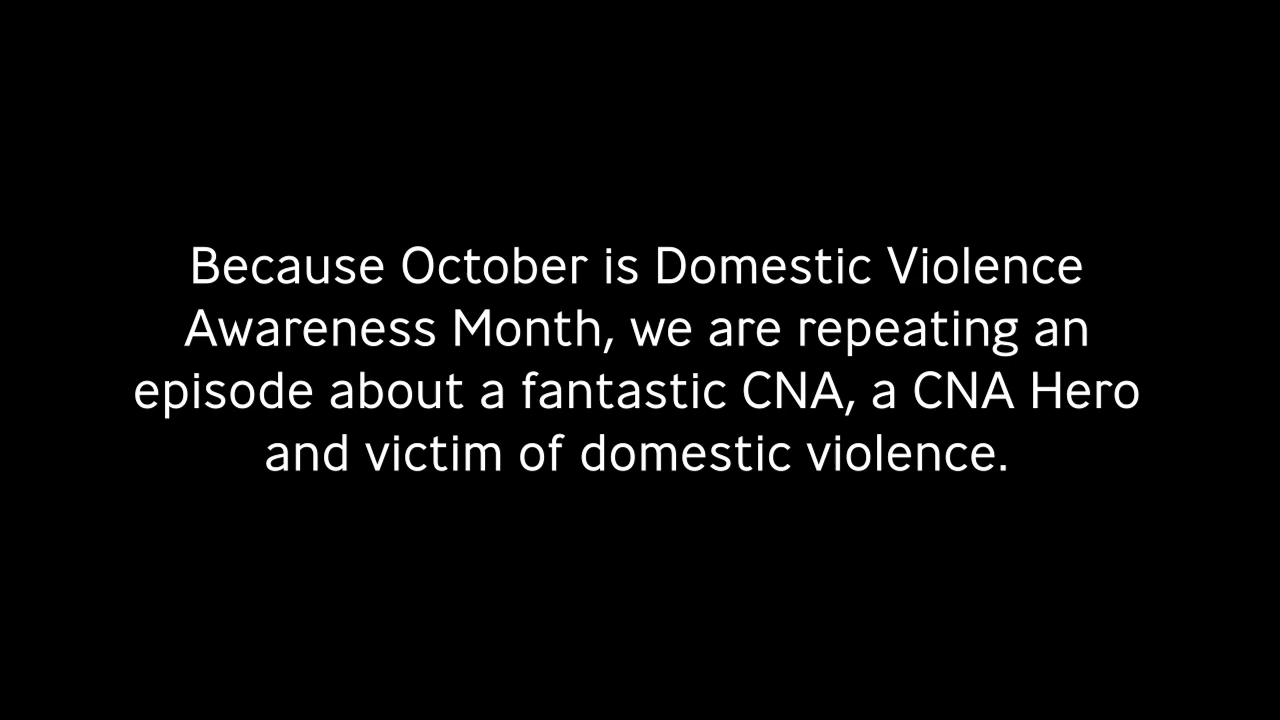 Because October is Domestic Violence
Awareness Month, we are repeating an
episode about a fantastic CNA, a CNA Hero
and victim of domestic violence.